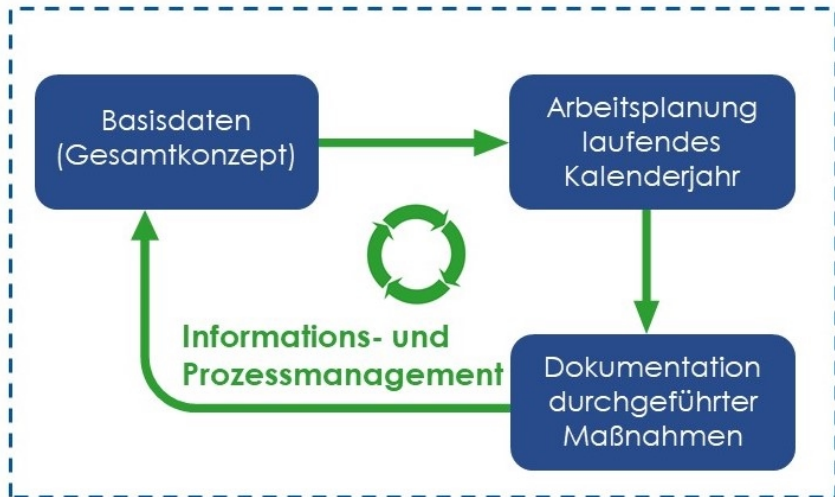 Basisdaten
(Gesamtkonzept)
Arbeitsplanung
laufendes
Kalenderjahr
Informations- und
Prozessmanagement
Dokumentation
durchgeführter
Maßnahmen